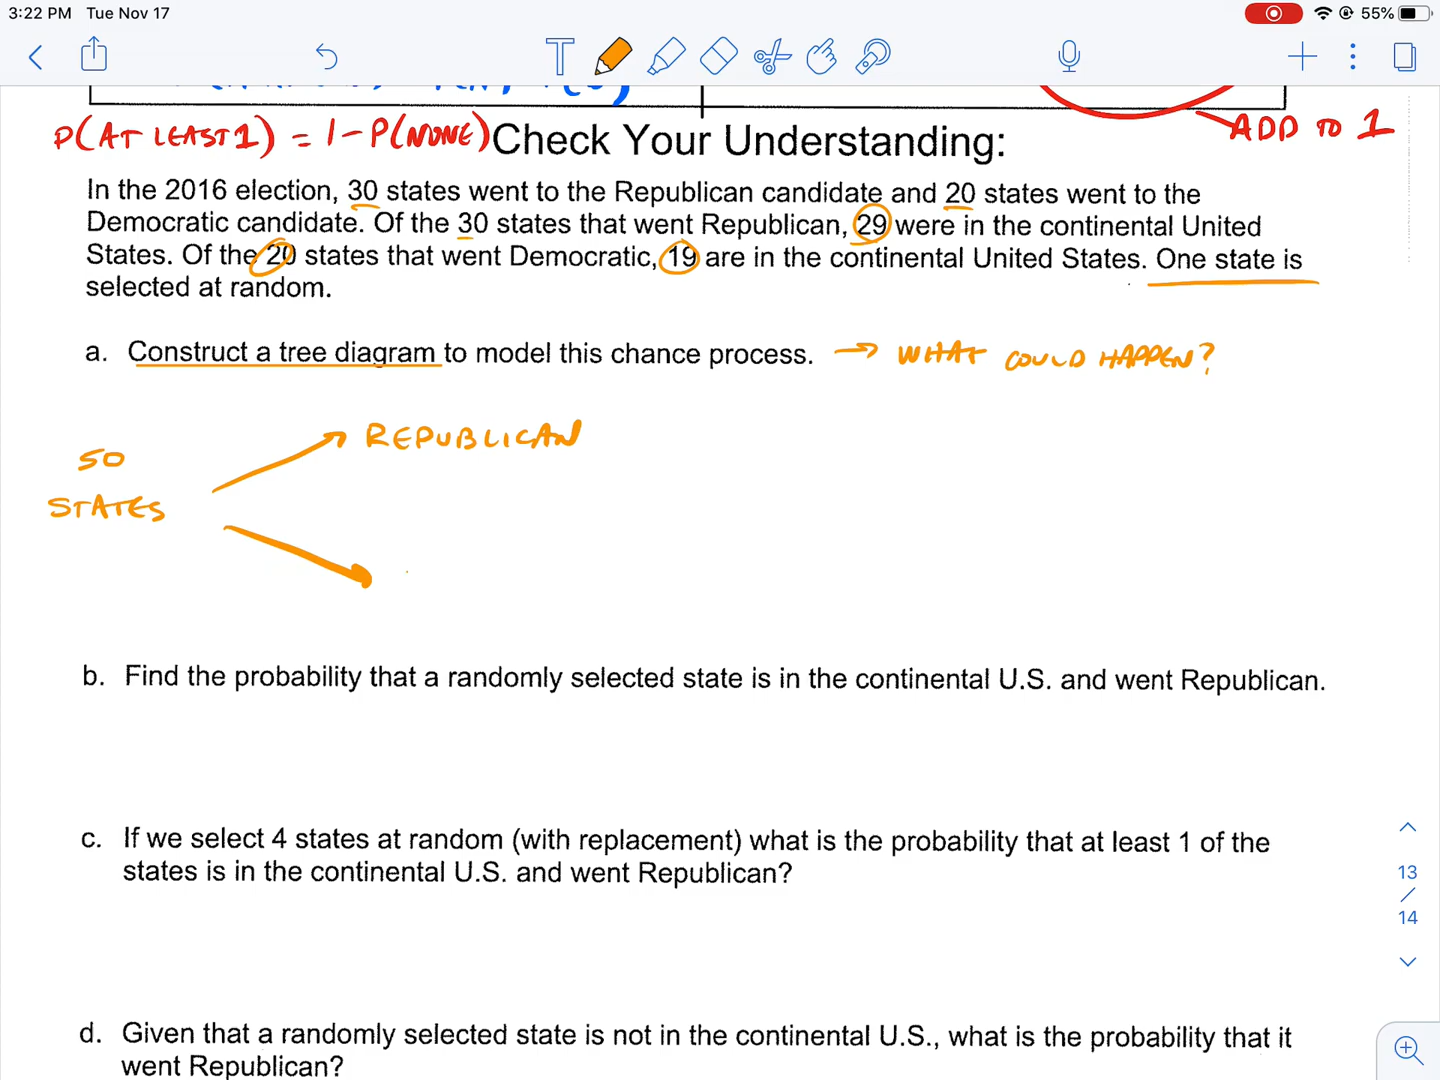 3:22 PM Tue Nov 17
55%
P(AT LEAST 1) = 1 - P(NONE) Check Your Understanding:
ADD TO 1
In the 2016 election, 30 states went to the Republican candidate and 20 states went to the
Democratic candidate. Of the 30 states that went Republican, 29 were in the continental United
States. Of the 20 states that went Democratic, 19 are in the continental United States. One state is
selected at random.
a. Construct a tree diagram to model this chance process. → WHAT COULD HAPPEN?
REPUBLICAN
50
STATES
b. Find the probability that a randomly selected state is in the continental U.S. and went Republican.
c. If we select 4 states at random (with replacement) what is the probability that at least 1 of the
states is in the continental U.S. and went Republican?
13
/
14
d. Given that a randomly selected state is not in the continental U.S., what is the probability that it
went Republican?